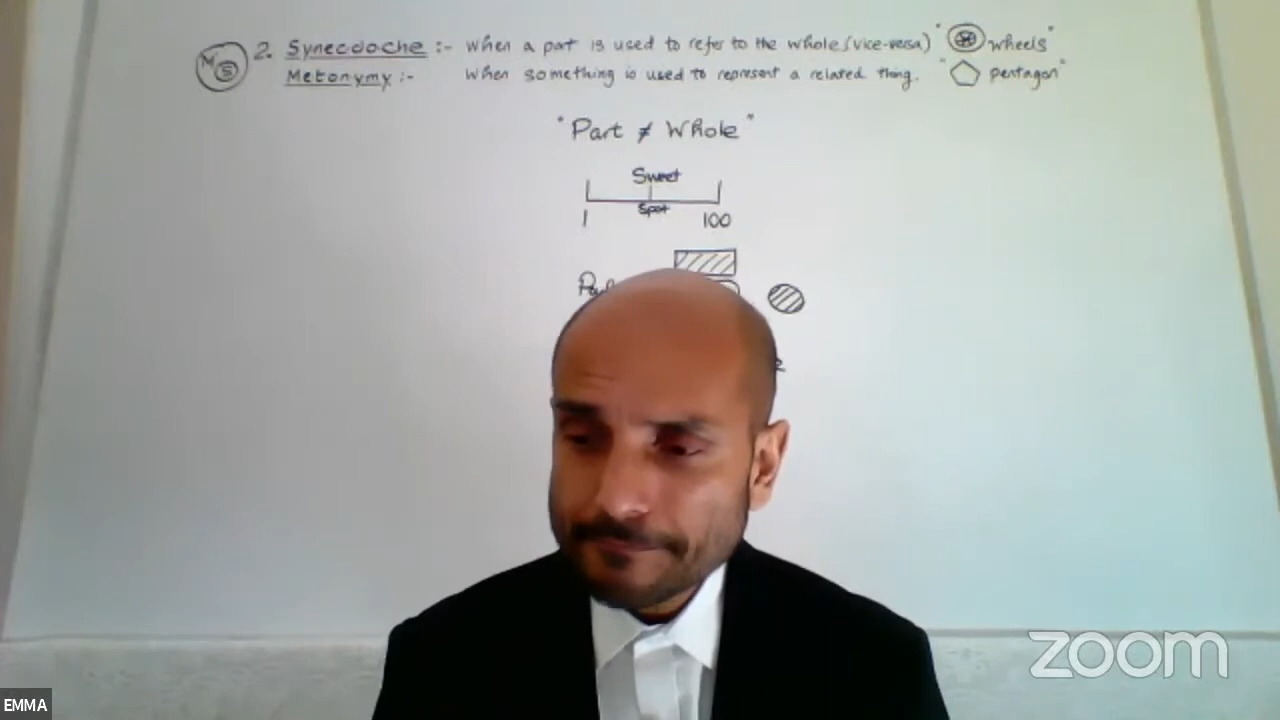 M S 2. Synecdoche :- When a part is used to refer to the whole (vice-versa) " wheels"
Metonymy :- When something is used to represent a related thing. " pentagon"
"Part ≠ Whole"
Sweet
Spot
1 100
EMMA
zoom